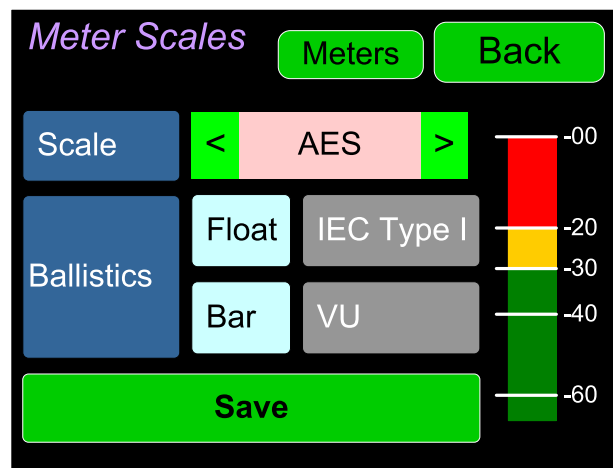 Meter Scales
Meters
Back
Scale
<
AES
>
Ballistics
Float
IEC Type I
Bar
VU
Save
-00
-20
-30
-40
-60